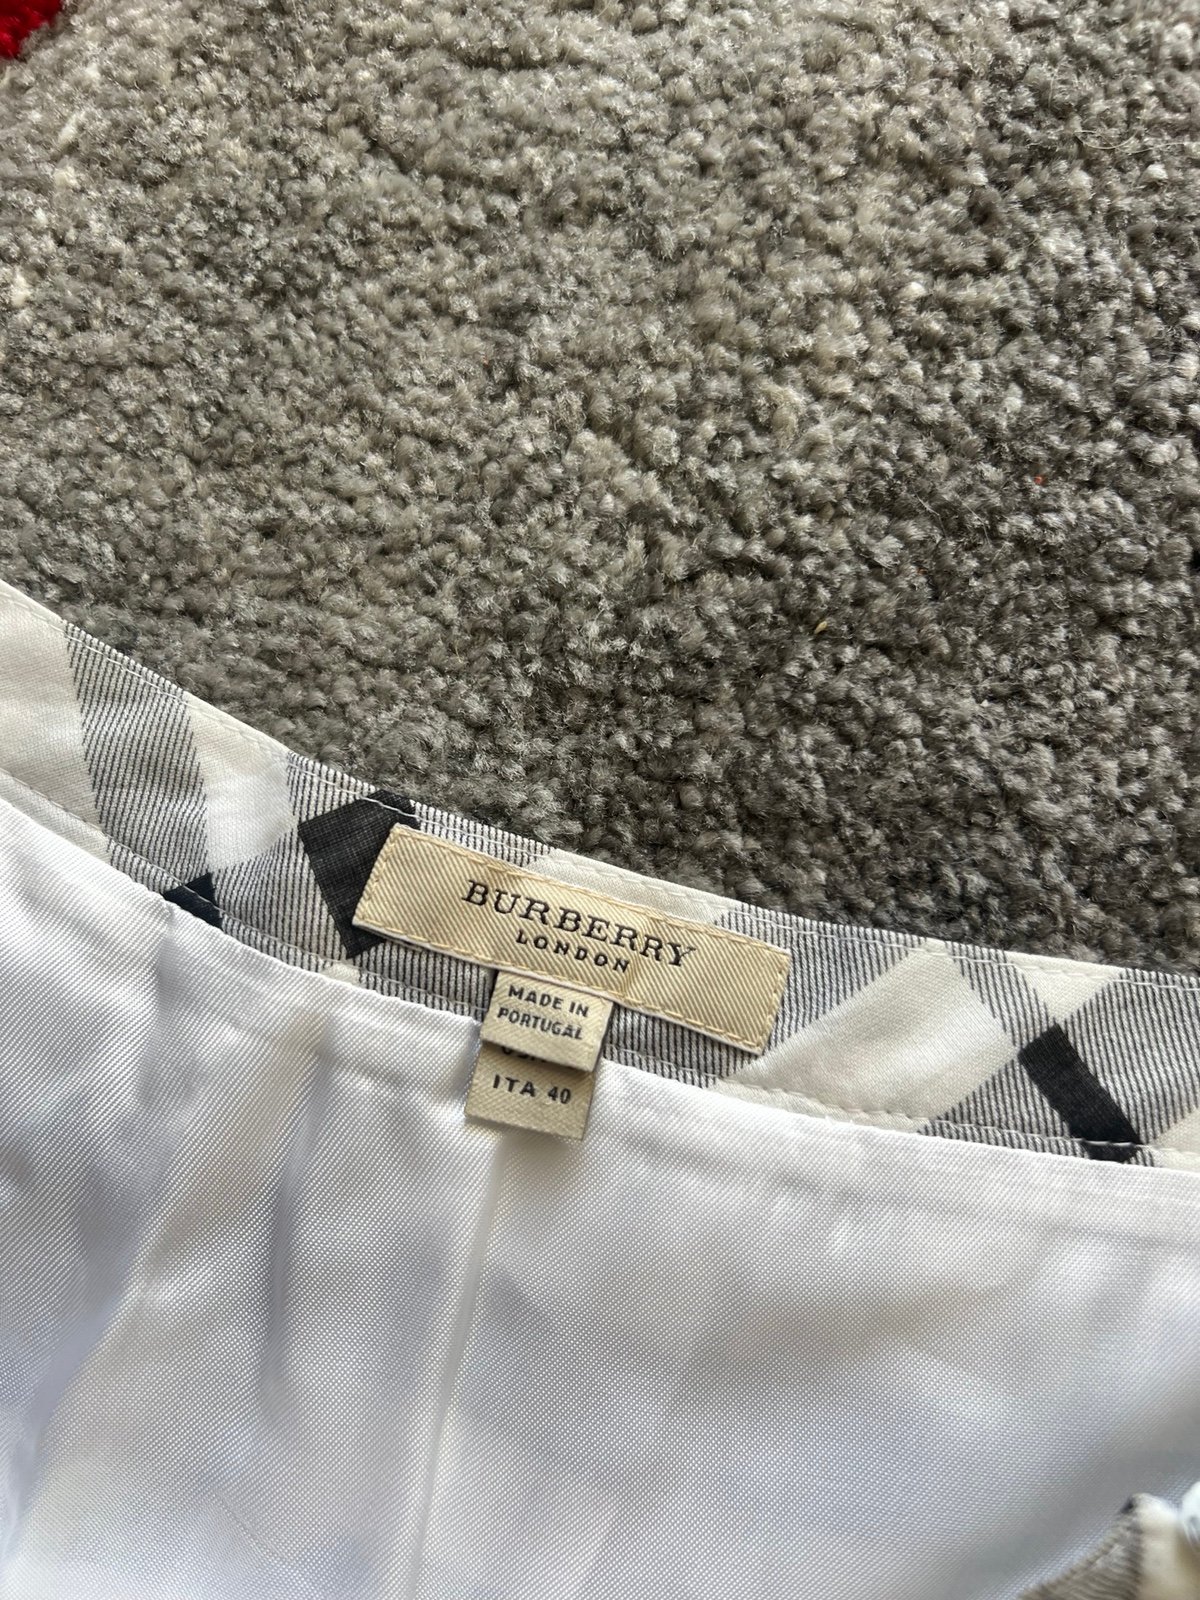 BURBERRY
LONDON
MADE IN
PORTUGAL
ITA 40